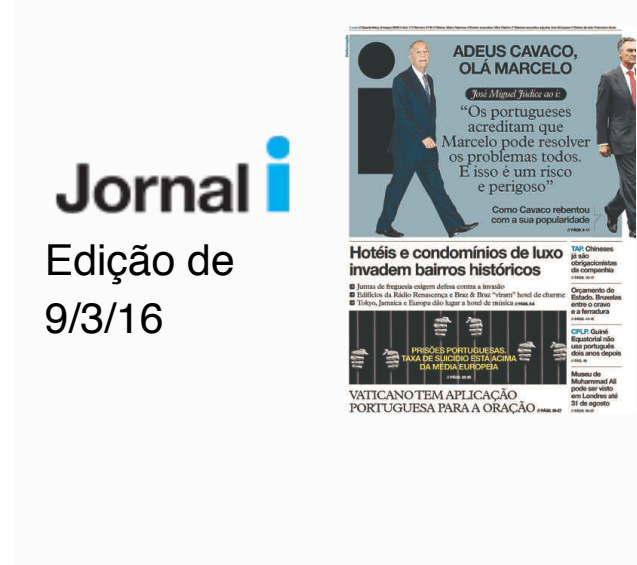 Jornal i
Edição de
9/3/16
ADEUS CAVACO,
OLÁ MARCELO
José Miguel Júdice ao i:
“Os portugueses
acreditam que
Marcelo pode resolver
os problemas todos.
E isso é um risco
e perigoso”
Como Cavaco rebentou
com a sua popularidade
Hotéis e condomínios de luxo
invadem bairros históricos
Juntas de freguesia exigem defesa contra a invasão
Edifícios da Rádio Renascença e Braz & Braz “viram” hotel de charme
Tokyo, Jamaica e Europa dão lugar a hotel de música
PRISÕES PORTUGUESAS.
TAXA DE SUICÍDIO ESTÁ ACIMA
DA MÉDIA EUROPEIA
VATICANO TEM APLICAÇÃO
PORTUGUESA PARA A ORAÇÃO
TAP. Chineses
já são
obrigacionistas
da companhia
Orçamento do
Estado. Bruxelas
entre o cravo
e a ferradura
CPLP. Guiné
Equatorial não
usa português
dois anos depois
Museu de
Muhammad Ali
pode ser visto
em Londres até
31 de agosto